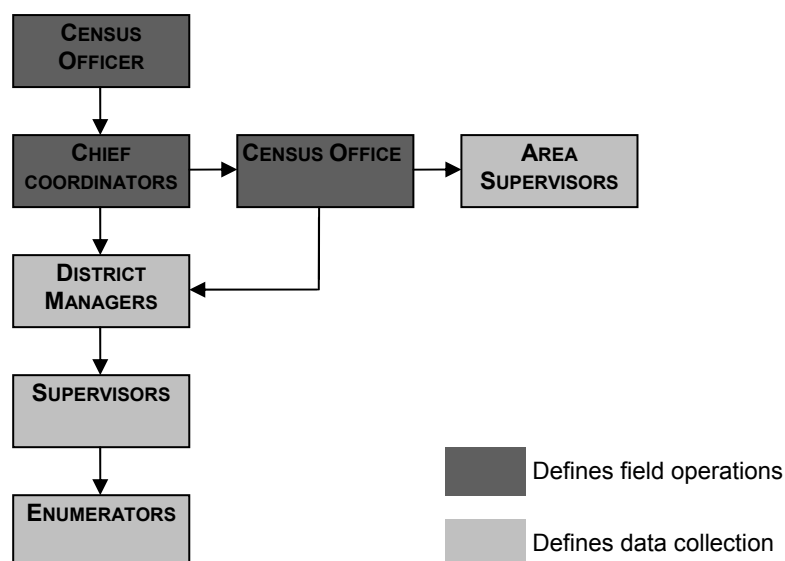 CENSUS
OFFICER
CHIEF
COORDINATORS
CENSUS OFFICE
AREA
SUPERVISORS
DISTRICT
MANAGERS
SUPERVISORS
ENUMERATORS
Defines field operations
Defines data collection